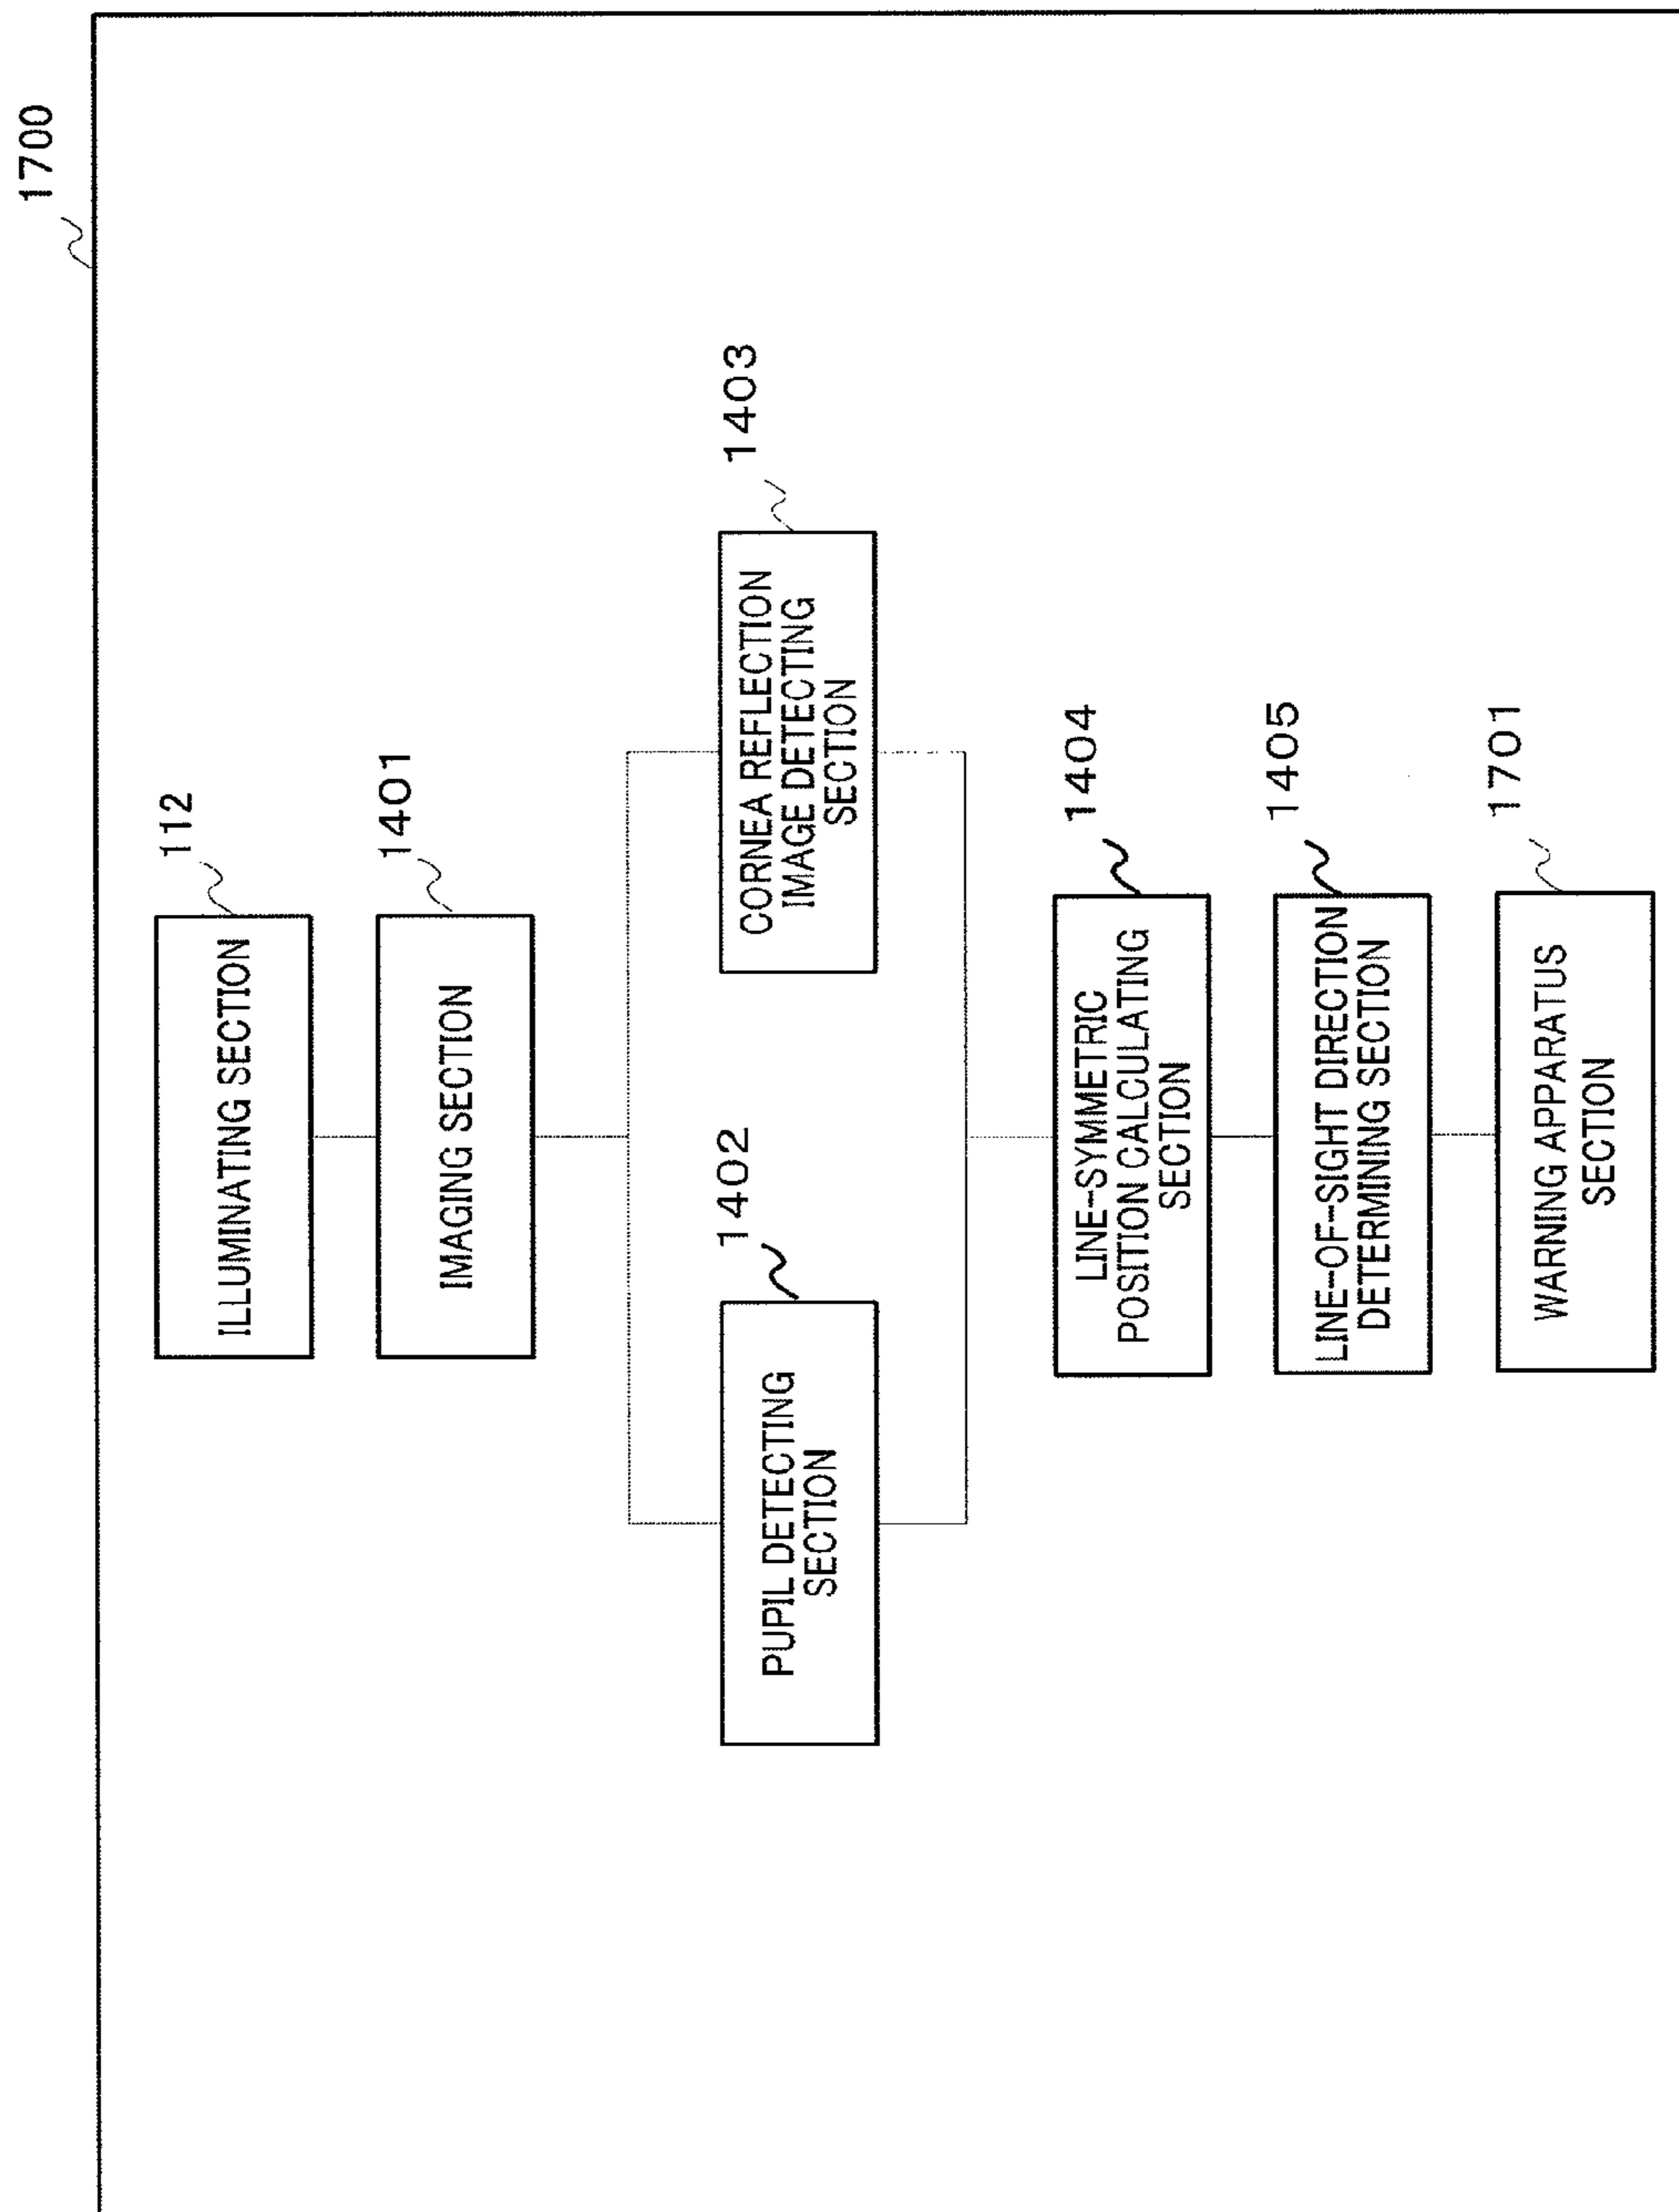 1700
112
ILLUMINATING SECTION
1401
IMAGING SECTION
1402
PUPIL DETECTING
SECTION
1403
CORNEA REFLECTION
IMAGE DETECTING
SECTION
1404
LINE-SYMMETRIC
POSITION CALCULATING
SECTION
1405
LINE-OF-SIGHT DIRECTION
DETERMINING SECTION
1701
WARNING APPARATUS
SECTION